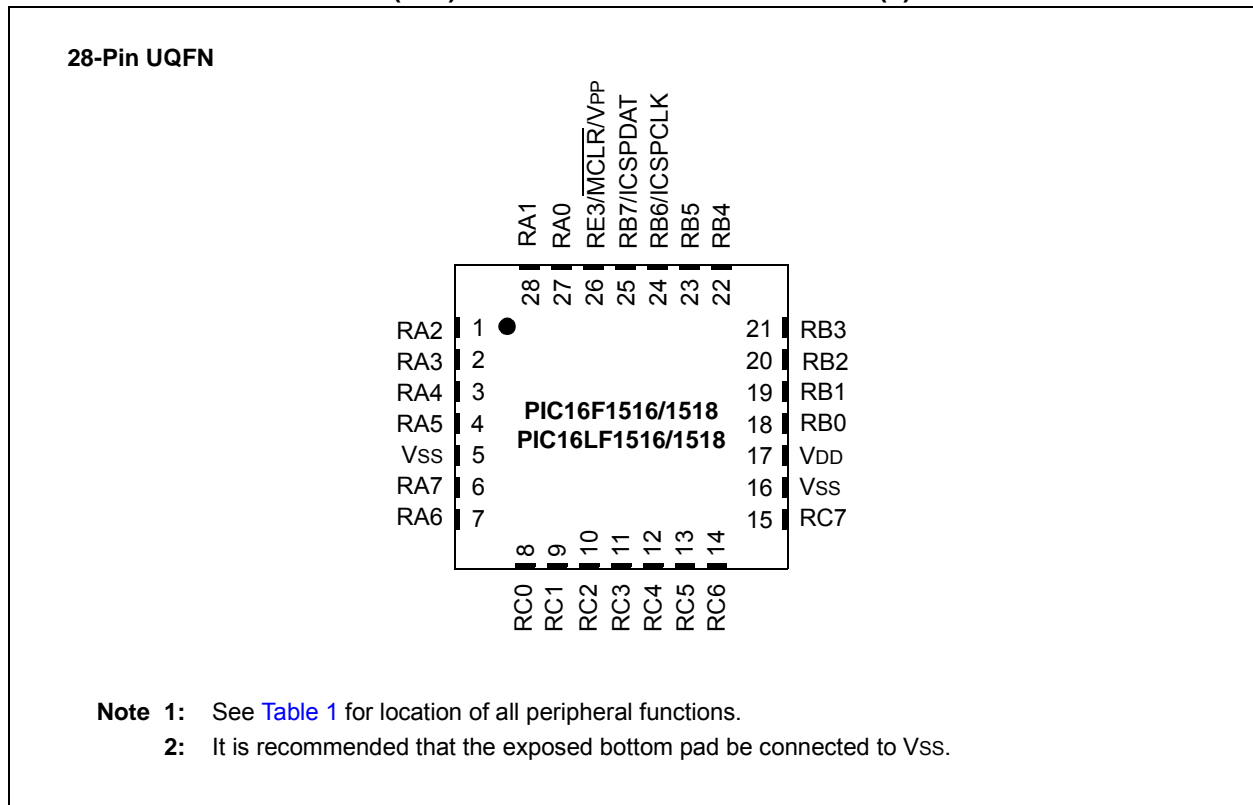 28-Pin UQFN
RA1
RA0
RE3/MCLR/VPP
RB7/ICSPDAT
RB6/ICSPCLK
RB5
RB4
28
27
26
25
24
23
22
RA2 1
RA3 2
RA4 3
RA5 4
VSS 5
RA7 6
RA6 7
PIC16F1516/1518
PIC16LF1516/1518
21 RB3
20 RB2
19 RB1
18 RB0
17 VDD
16 VSS
15 RC7
8
9
10
11
12
13
14
RC0
RC1
RC2
RC3
RC4
RC5
RC6
Note 1: See Table 1 for location of all peripheral functions.
2: It is recommended that the exposed bottom pad be connected to VSS.